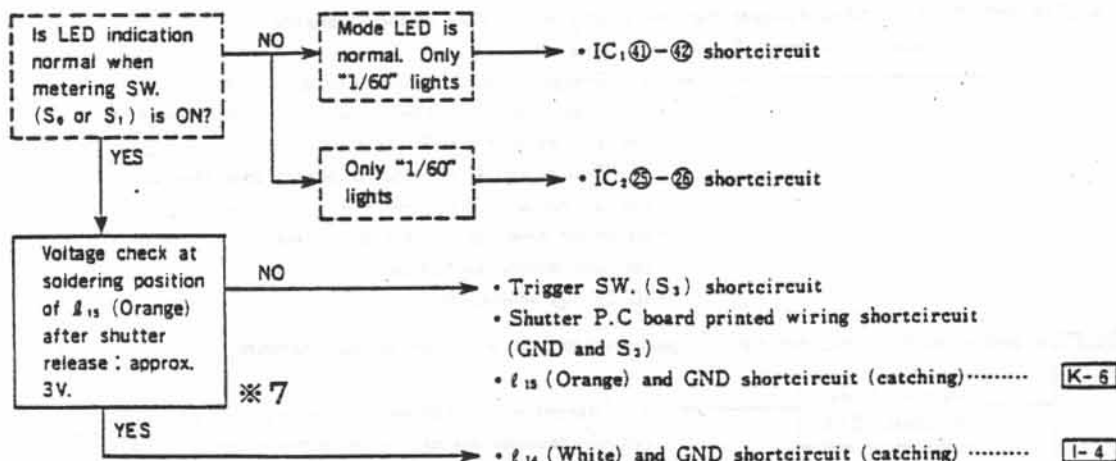 Is LED indication
normal when
metering SW.
(S₆ or S₁) is ON?
NO
Mode LED is
normal. Only
"1/60" lights
• IC₁㊶-㊷ shortcircuit
YES
Only "1/60"
lights
• IC₂㉕-㉖ shortcircuit
Voltage check at
soldering position
of ℓ₁₅ (Orange)
after shutter
release: approx.
3V.
※7
NO
• Trigger SW. (S₃) shortcircuit
• Shutter P.C board printed wiring shortcircuit
(GND and S₃)
• ℓ₁₅ (Orange) and GND shortcircuit (catching)········· K-6
YES
• ℓ₁₄ (White) and GND shortcircuit (catching) ········· I-4